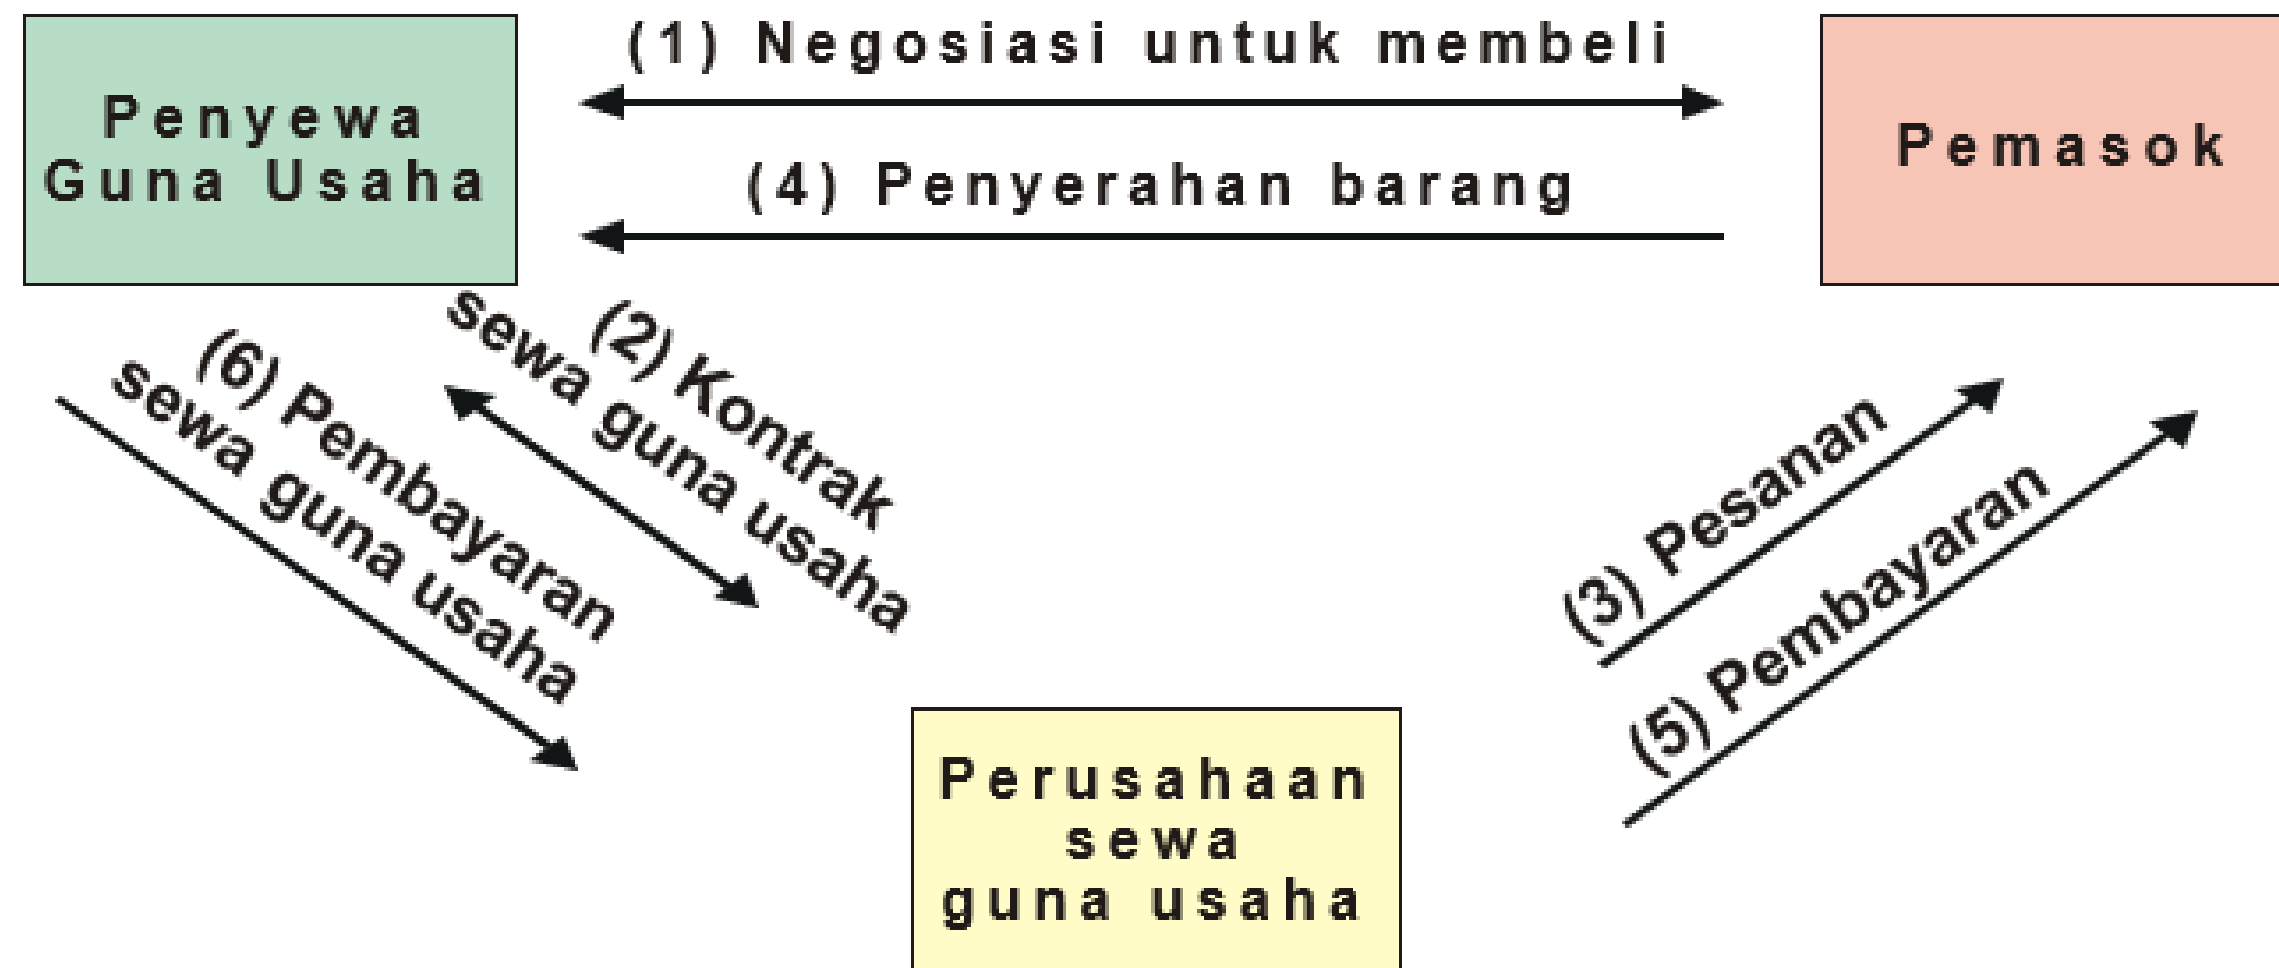 Penyewa
Guna Usaha
(1) Negosiasi untuk membeli
(4) Penyerahan barang
Pemasok
(2) Kontrak
sewa guna usaha
(6) Pembayaran
sewa guna usaha
(3) Pesanan
(5) Pembayaran
Perusahaan
sewa
guna usaha